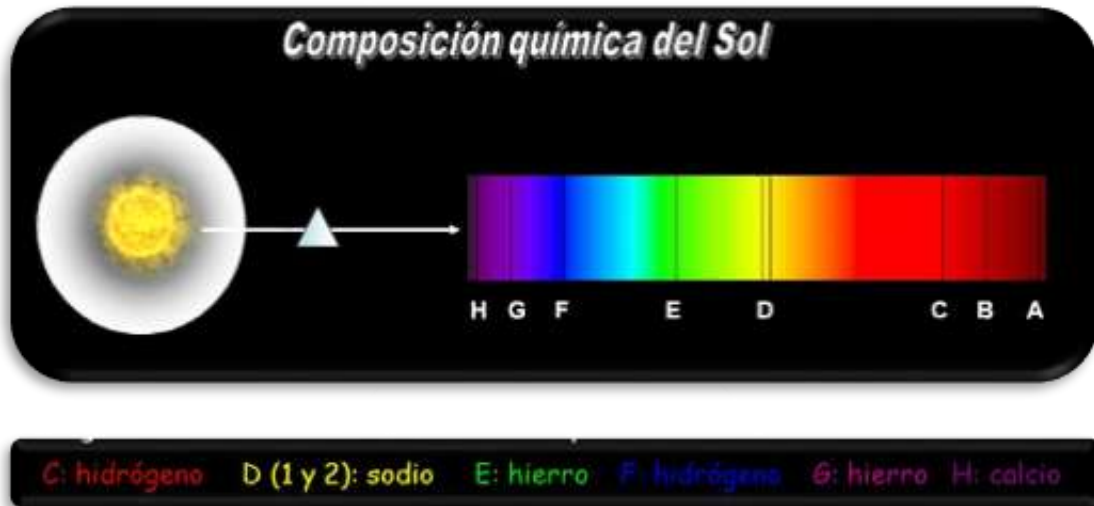 Composición química del Sol
H G F E D C B A
C: hidrógeno D (1 y 2): sodio E: hierro F: hidrógeno G: hierro H: calcio